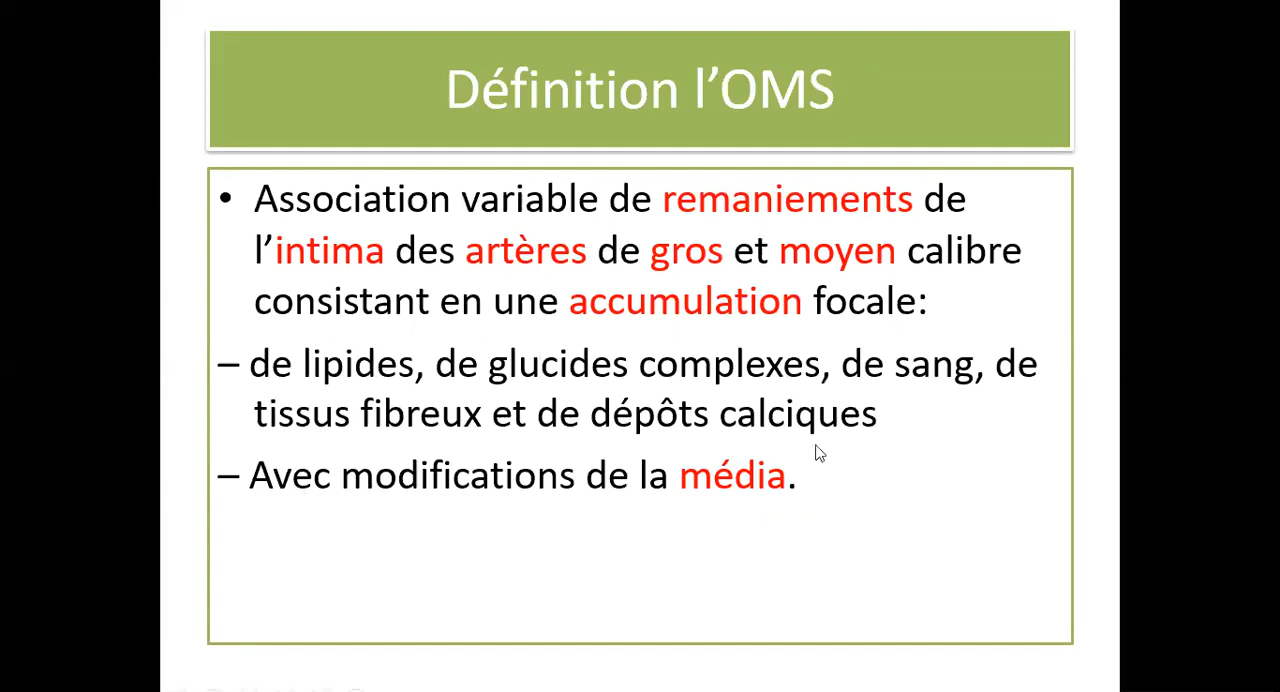 Définition l’OMS
• Association variable de remaniements de
l’intima des artères de gros et moyen calibre
consistant en une accumulation focale:
– de lipides, de glucides complexes, de sang, de
tissus fibreux et de dépôts calciques
– Avec modifications de la média.